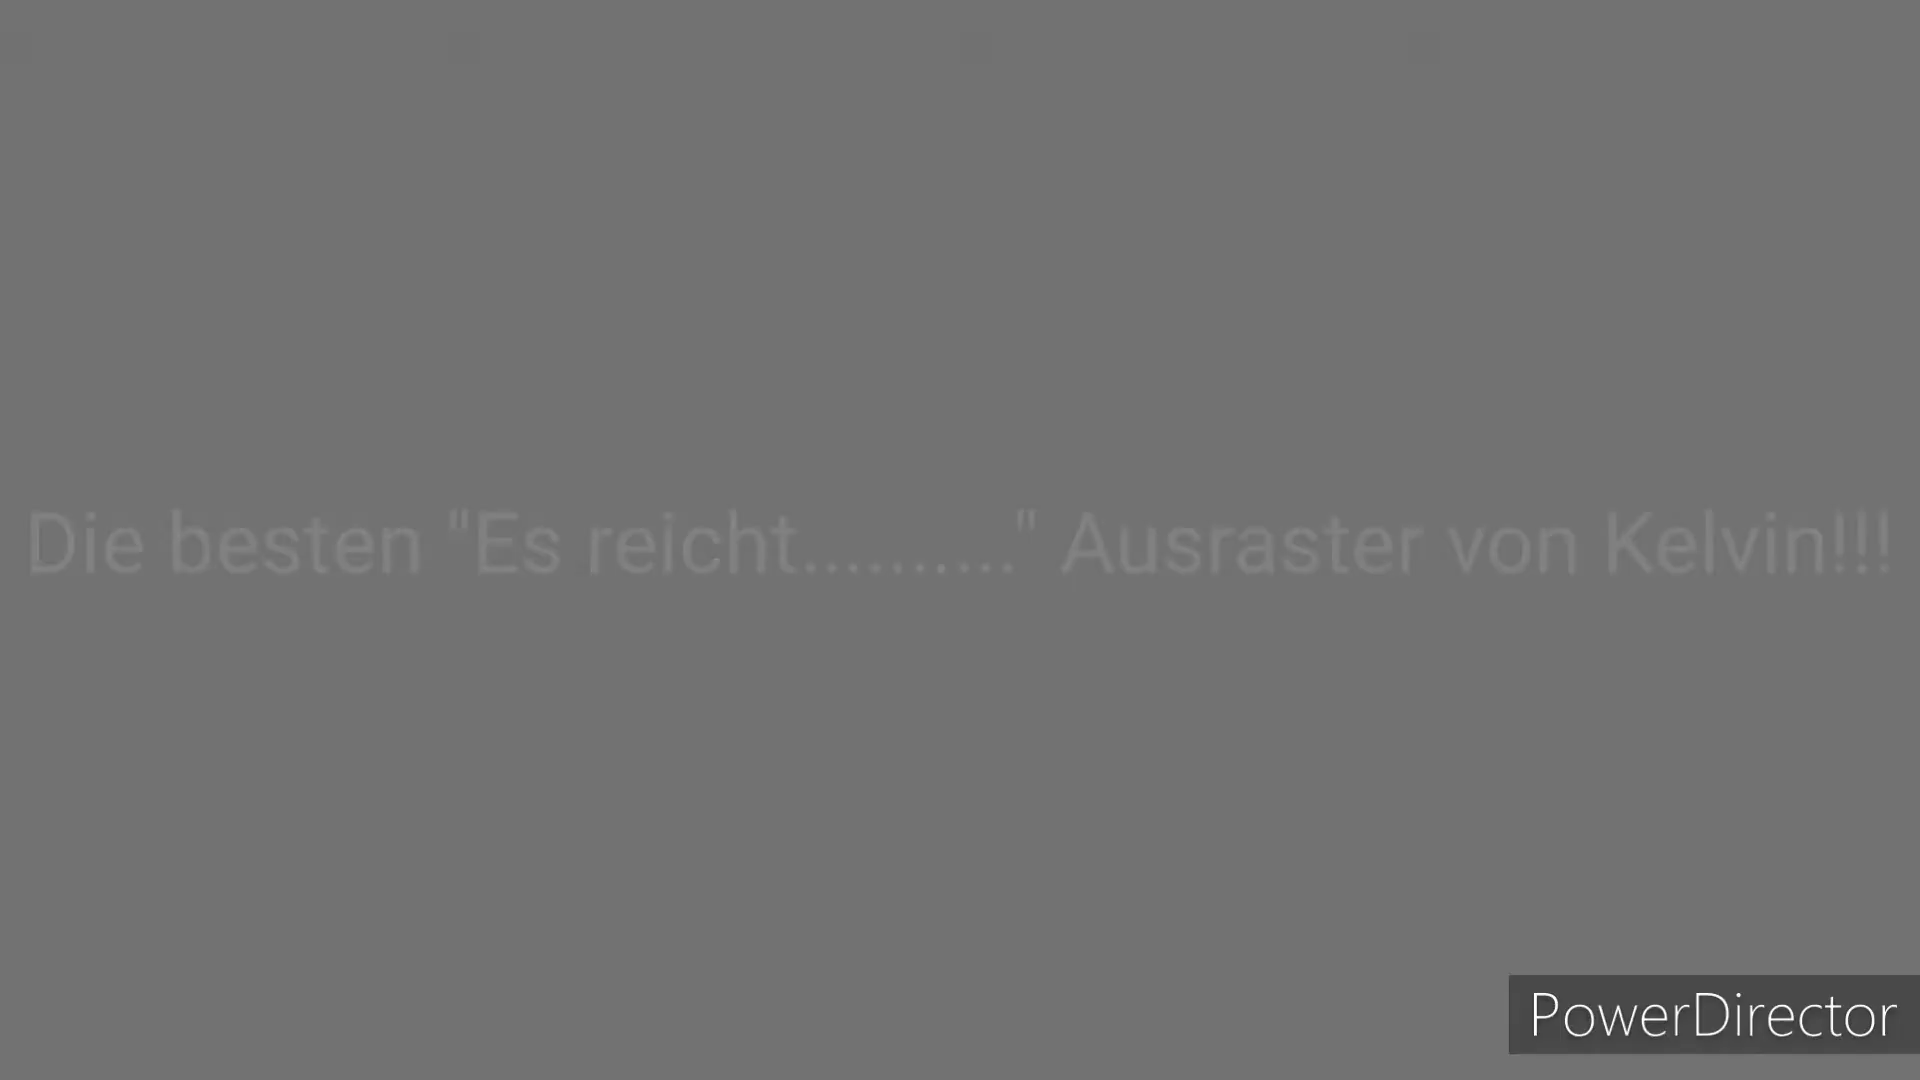 Die besten "Es reicht.........." Ausraster von Kelvin!!!
PowerDirector